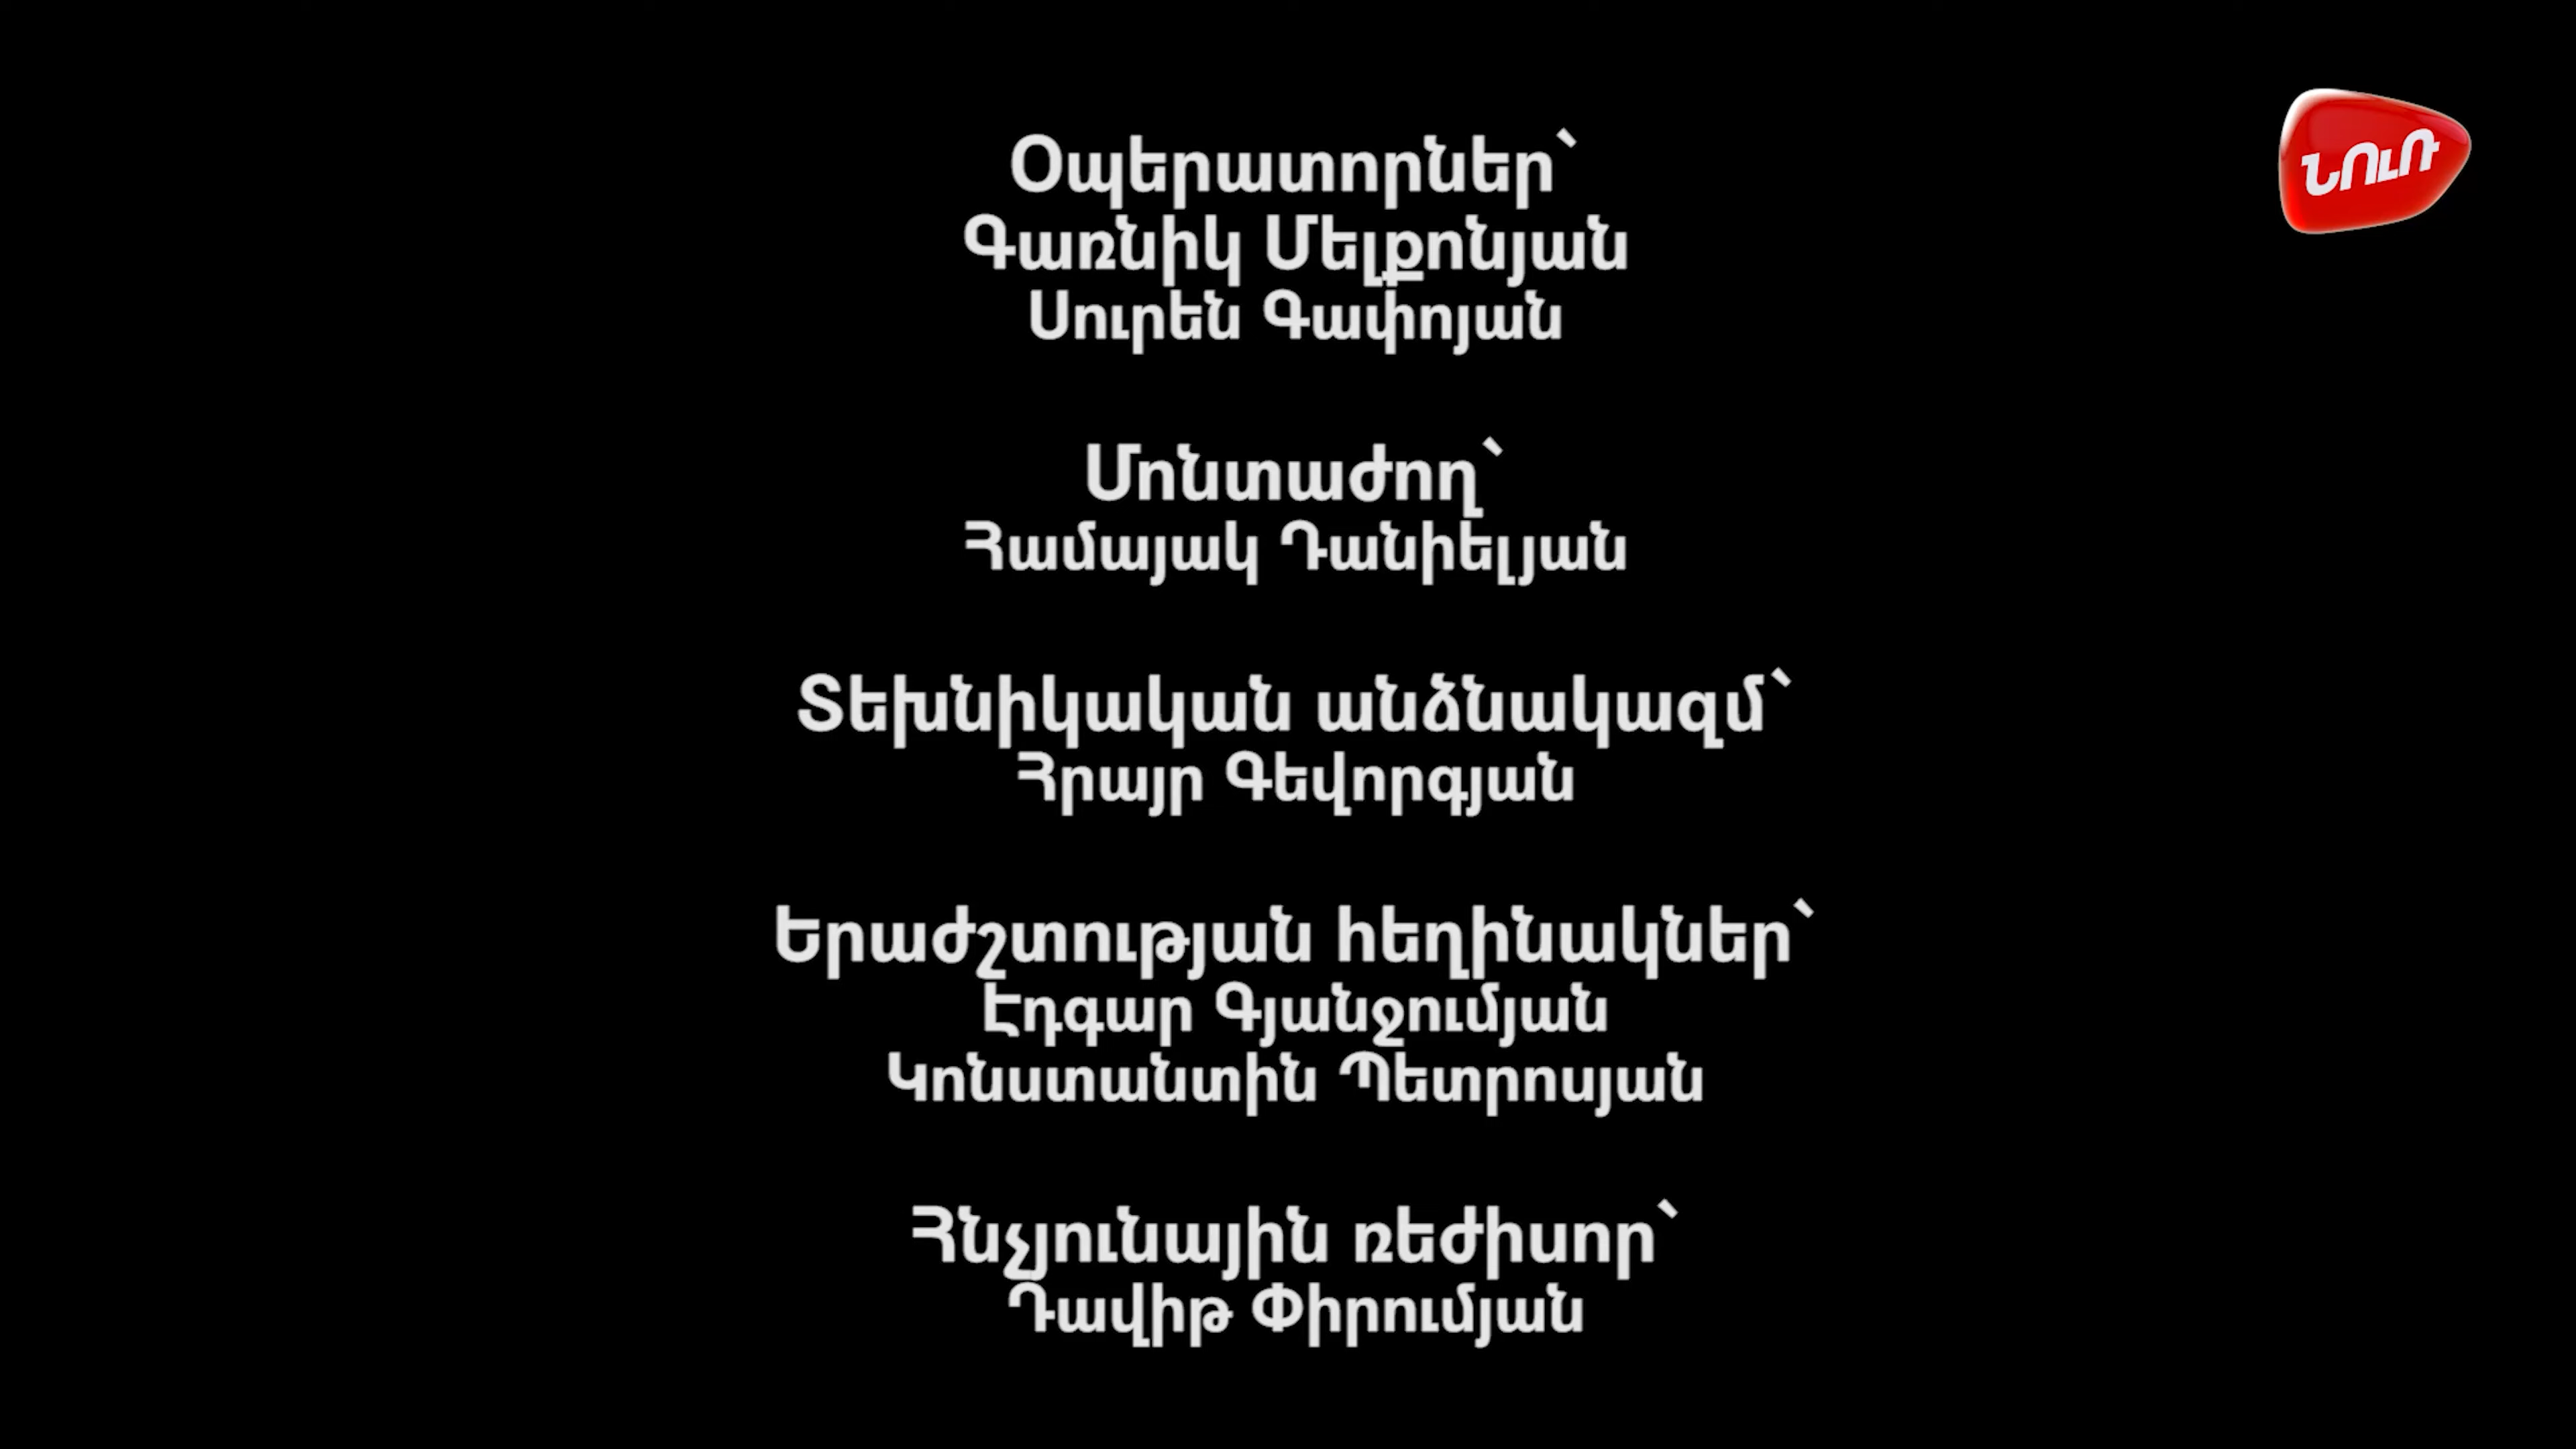 Օպերատորներ՝
Գառնիկ Մելքոնյան
Սուրեն Գափոյան
Մոնտաժող՝
Համայակ Դանիելյան
Տեխնիկական անձնակազմ՝
Հրայր Գևորգյան
Երաժշտության հեղինակներ՝
Էդգար Գյանջումյան
Կոնստանտին Պետրոսյան
Հնչյունային ռեժիսոր՝
Դավիթ Փիրումյան
ՆՈւՌ